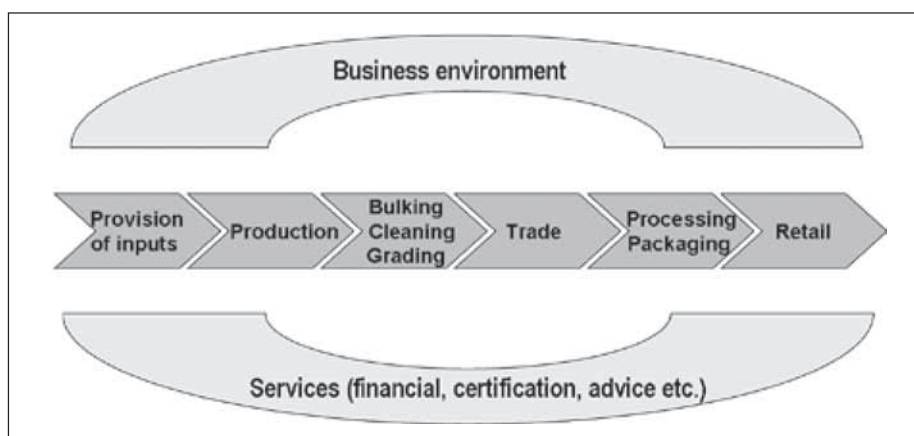 Business environment
Provision
of inputs
Production
Bulking
Cleaning
Grading
Trade
Processing
Packaging
Retail
Services (financial, certification, advice etc.)